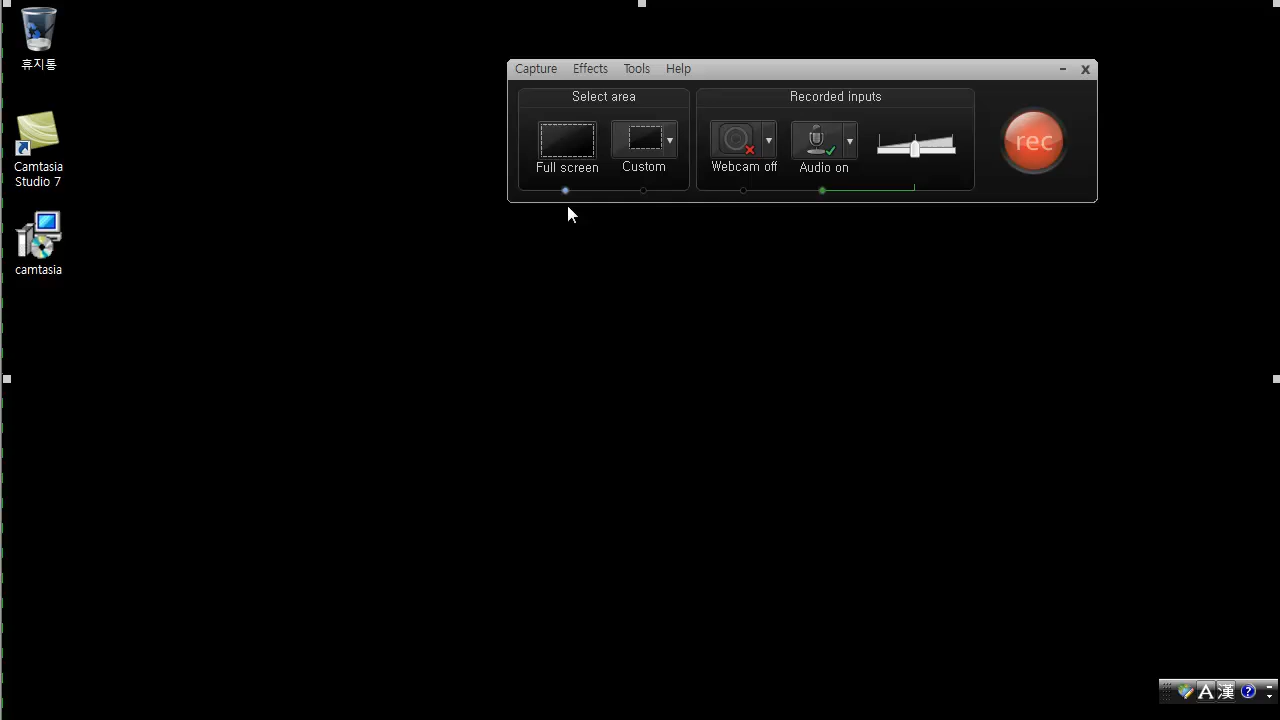 휴지통
Camtasia
Studio 7
camtasia
Capture Effects Tools Help
Select area
Recorded inputs
Full screen
Custom
Webcam off
Audio on
rec
A 漢 ?